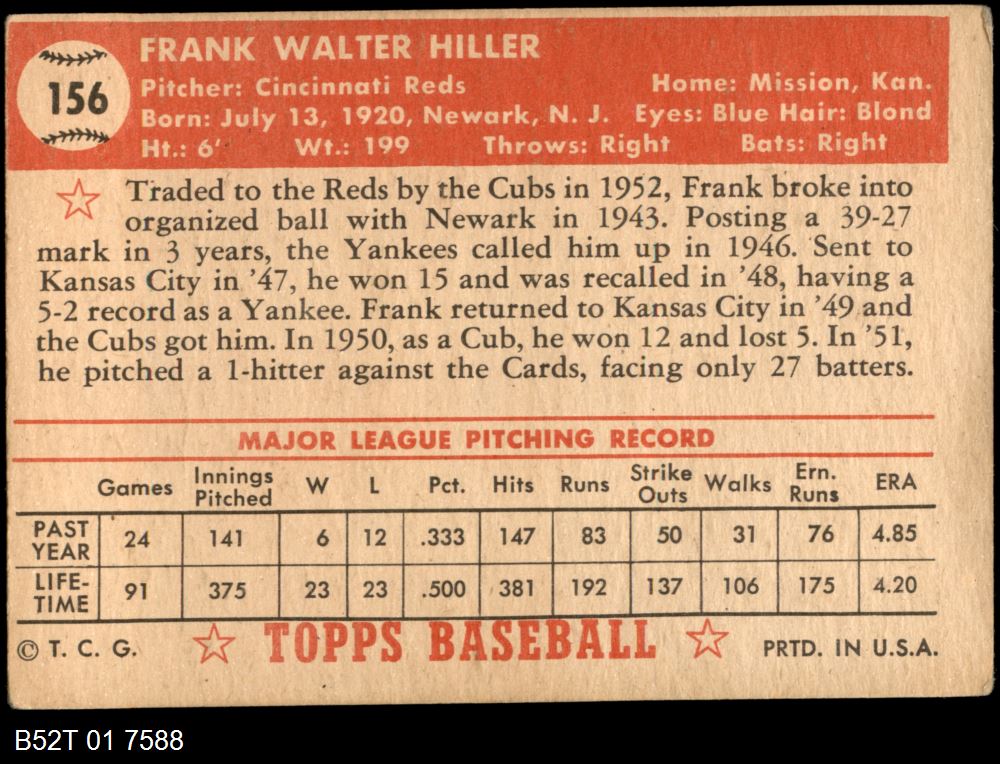 156
FRANK WALTER HILLER
Pitcher: Cincinnati Reds Home: Mission, Kan.
Born: July 13, 1920, Newark, N. J. Eyes: Blue Hair: Blond
Ht.: 6' Wt.: 199 Throws: Right Bats: Right
Traded to the Reds by the Cubs in 1952, Frank broke into
organized ball with Newark in 1943. Posting a 39-27
mark in 3 years, the Yankees called him up in 1946. Sent to
Kansas City in '47, he won 15 and was recalled in '48, having a
5-2 record as a Yankee. Frank returned to Kansas City in '49 and
the Cubs got him. In 1950, as a Cub, he won 12 and lost 5. In '51,
he pitched a 1-hitter against the Cards, facing only 27 batters.
MAJOR LEAGUE PITCHING RECORD
Games Innings Pitched W L Pct. Hits Runs Strike Outs Walks Ern. Runs ERA
PAST YEAR 24 141 6 12 .333 147 83 50 31 76 4.85
LIFE-TIME 91 375 23 23 .500 381 192 137 106 175 4.20
© T. C. G. TOPPS BASEBALL PRTD. IN U.S.A.
B52T 01 7588